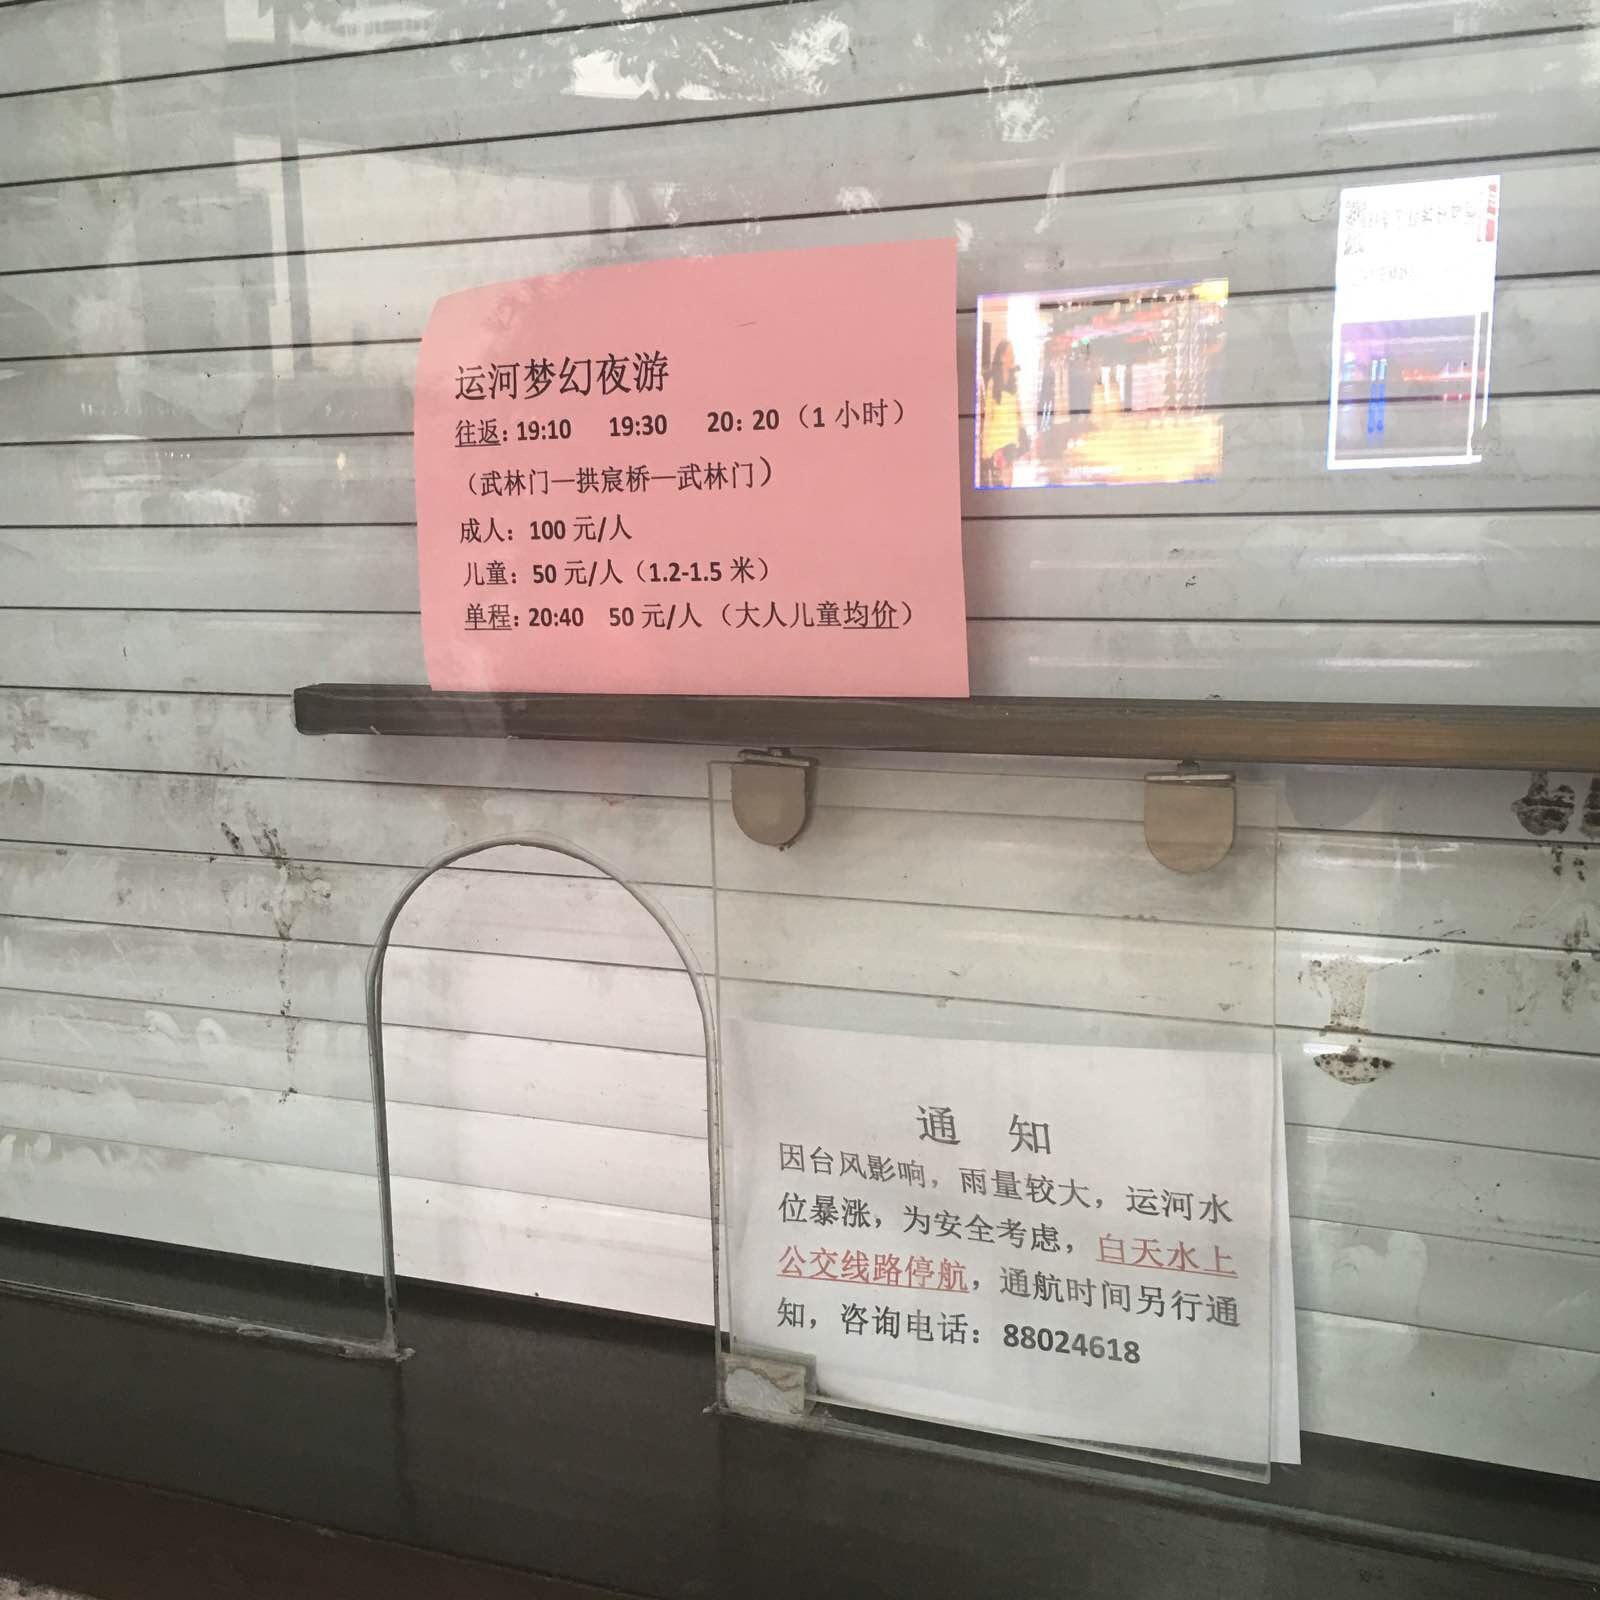 运河梦幻夜游
往返：19:10 19:30 20：20（1 小时）
（武林门—拱宸桥—武林门）
成人：100 元/人
儿童：50 元/人（1.2-1.5 米）
单程：20:40 50 元/人（大人儿童均价）
通 知
因台风影响，雨量较大，运河水
位暴涨，为安全考虑，白天水上
公交线路停航，通航时间另行通
知，咨询电话：88024618